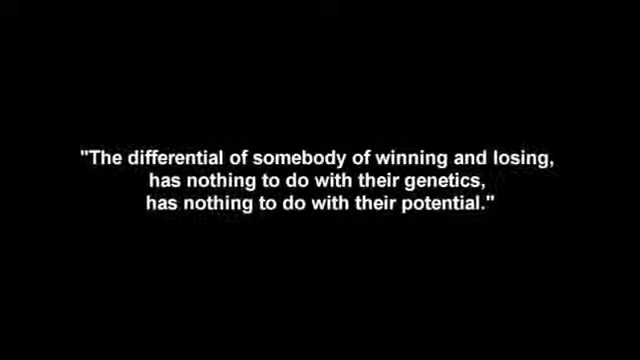 "The differential of somebody of winning and losing,
has nothing to do with their genetics,
has nothing to do with their potential."